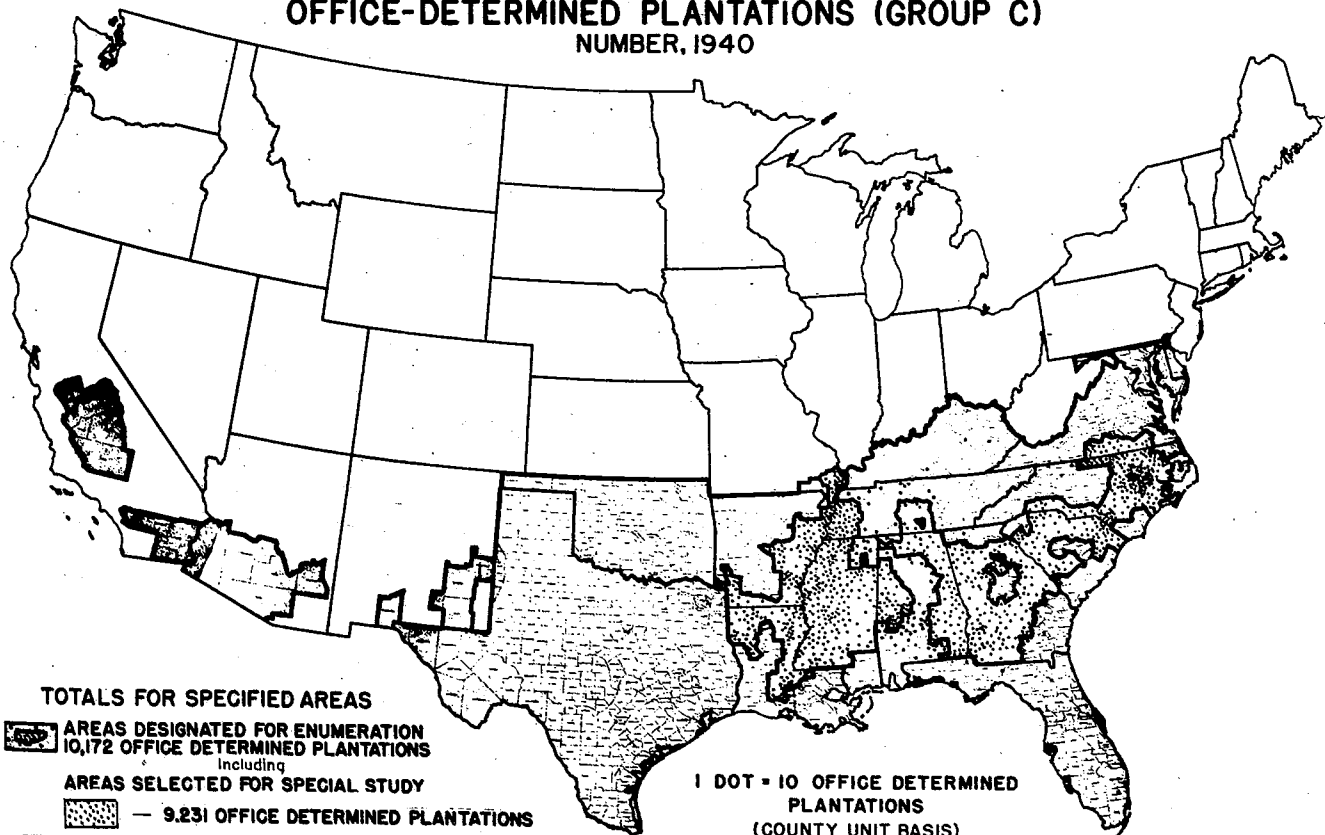 OFFICE-DETERMINED PLANTATIONS (GROUP C)
NUMBER, 1940
TOTALS FOR SPECIFIED AREAS
AREAS DESIGNATED FOR ENUMERATION
10,172 OFFICE DETERMINED PLANTATIONS
Including
AREAS SELECTED FOR SPECIAL STUDY
— 9,231 OFFICE DETERMINED PLANTATIONS
1 DOT = 10 OFFICE DETERMINED
PLANTATIONS
(COUNTY UNIT BASIS)